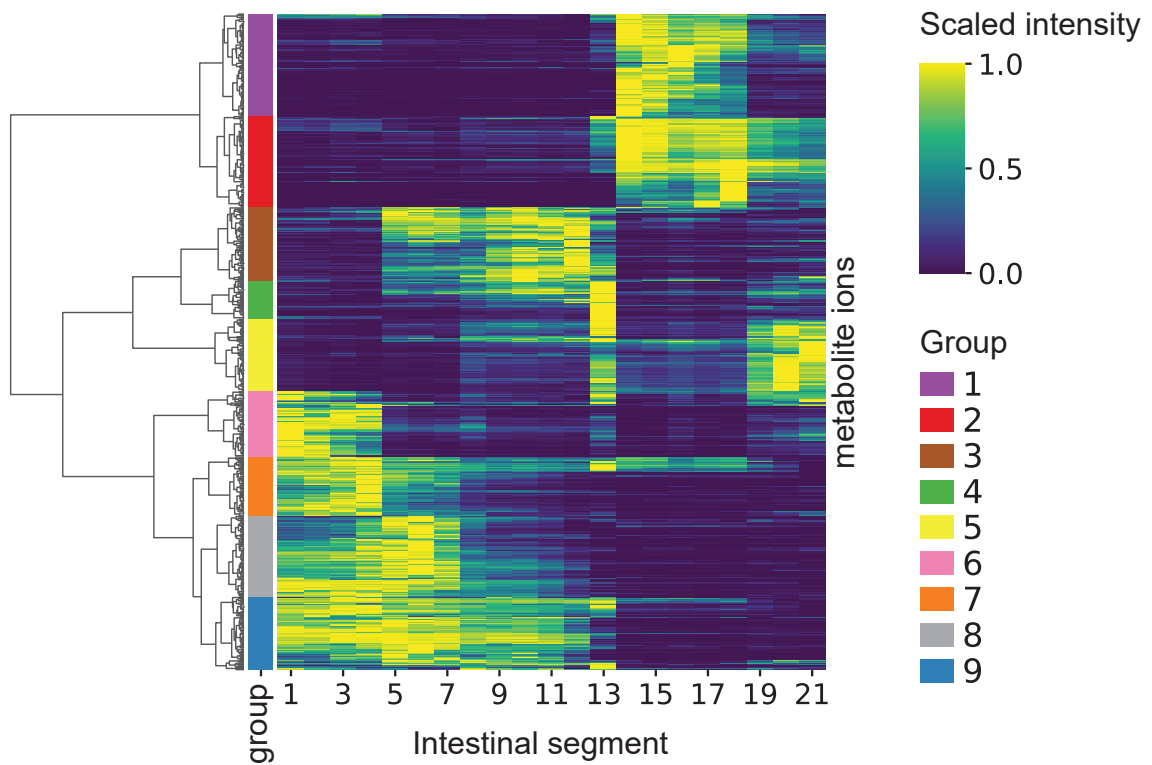 Scaled intensity
1.0
0.5
0.0
metabolite ions
Group
1
2
3
4
5
6
7
8
9
group
1 3 5 7 9 11 13 15 17 19 21
Intestinal segment